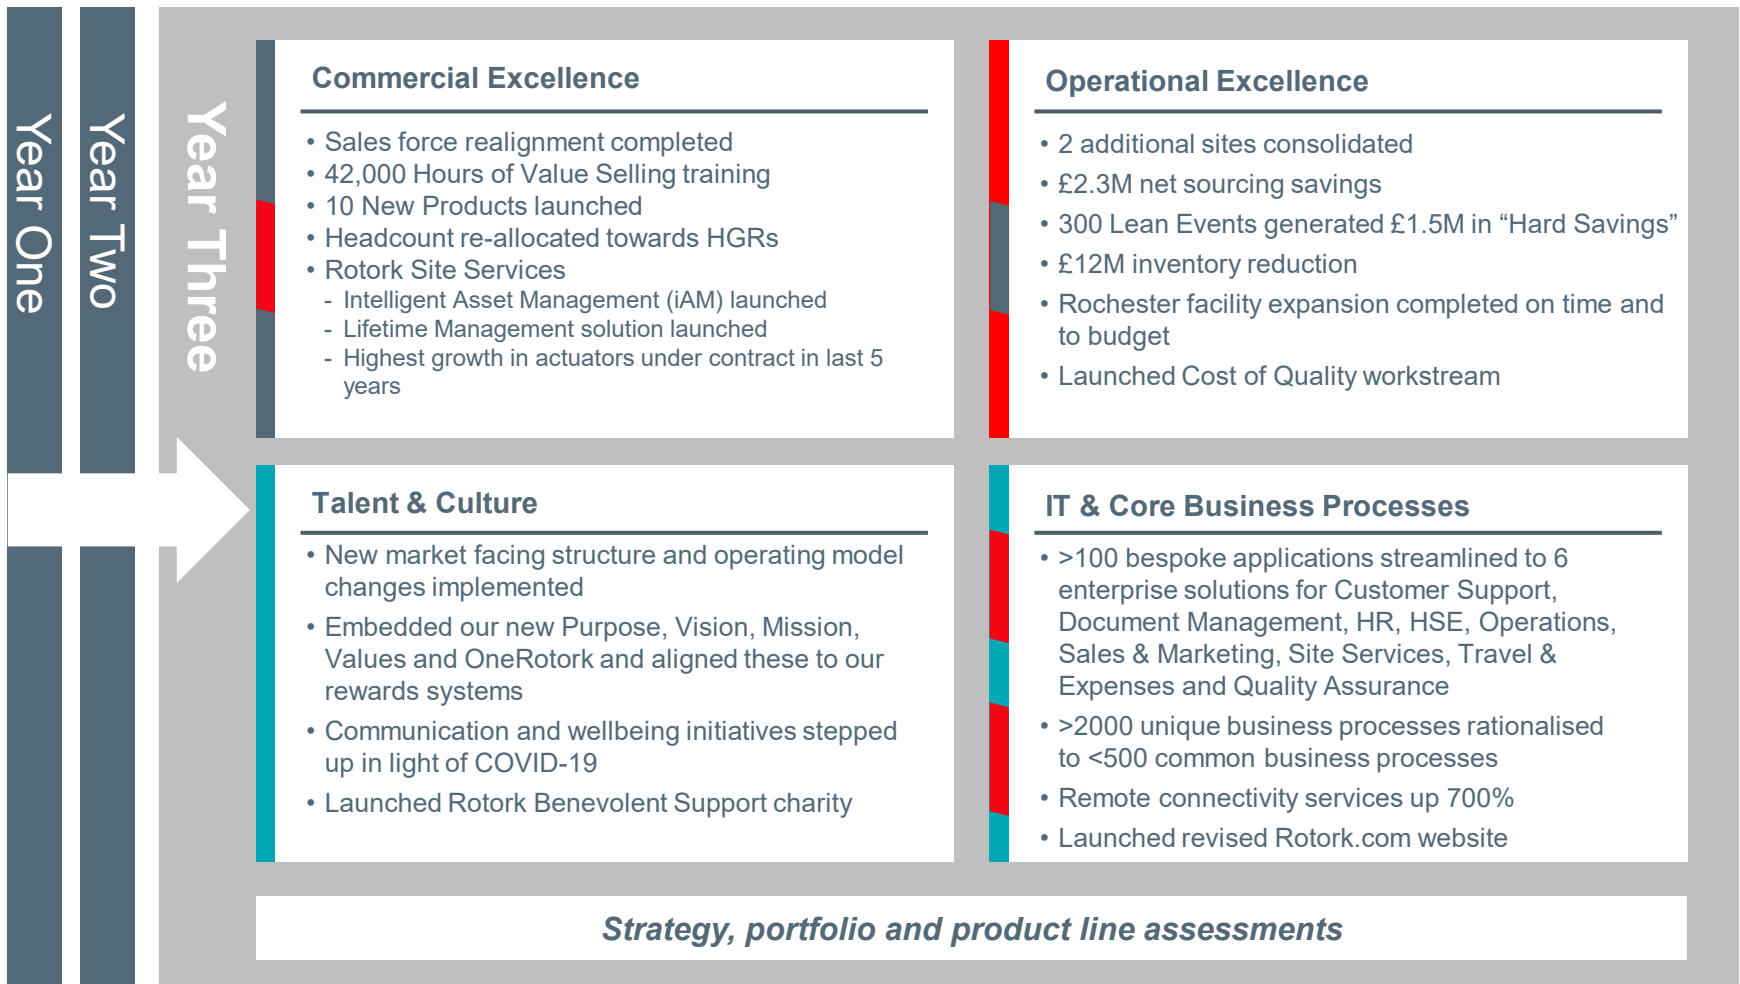 Year One
Year Two
Year Three
Commercial Excellence
• Sales force realignment completed
• 42,000 Hours of Value Selling training
• 10 New Products launched
• Headcount re-allocated towards HGRs
• Rotork Site Services
- Intelligent Asset Management (iAM) launched
- Lifetime Management solution launched
- Highest growth in actuators under contract in last 5
years
Operational Excellence
• 2 additional sites consolidated
• £2.3M net sourcing savings
• 300 Lean Events generated £1.5M in “Hard Savings”
• £12M inventory reduction
• Rochester facility expansion completed on time and
to budget
• Launched Cost of Quality workstream
Talent & Culture
• New market facing structure and operating model
changes implemented
• Embedded our new Purpose, Vision, Mission,
Values and OneRotork and aligned these to our
rewards systems
• Communication and wellbeing initiatives stepped
up in light of COVID-19
• Launched Rotork Benevolent Support charity
IT & Core Business Processes
• >100 bespoke applications streamlined to 6
enterprise solutions for Customer Support,
Document Management, HR, HSE, Operations,
Sales & Marketing, Site Services, Travel &
Expenses and Quality Assurance
• >2000 unique business processes rationalised
to <500 common business processes
• Remote connectivity services up 700%
• Launched revised Rotork.com website
Strategy, portfolio and product line assessments